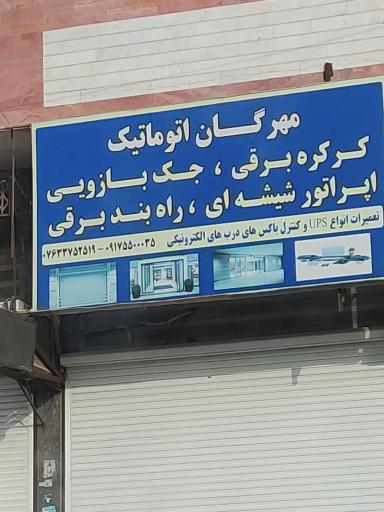 مهرگان اتوماتیک
کرکره برقی ، جک بازویی
اپراتور شیشه ای ، راه بند برقی
تعمیرات انواع UPS و کنترل باکس های درب های الکترونیکی
۰۹۱۷۵۵۰۰۰۳۵ - ۰۷۶۳۳۷۵۲۵۱۹